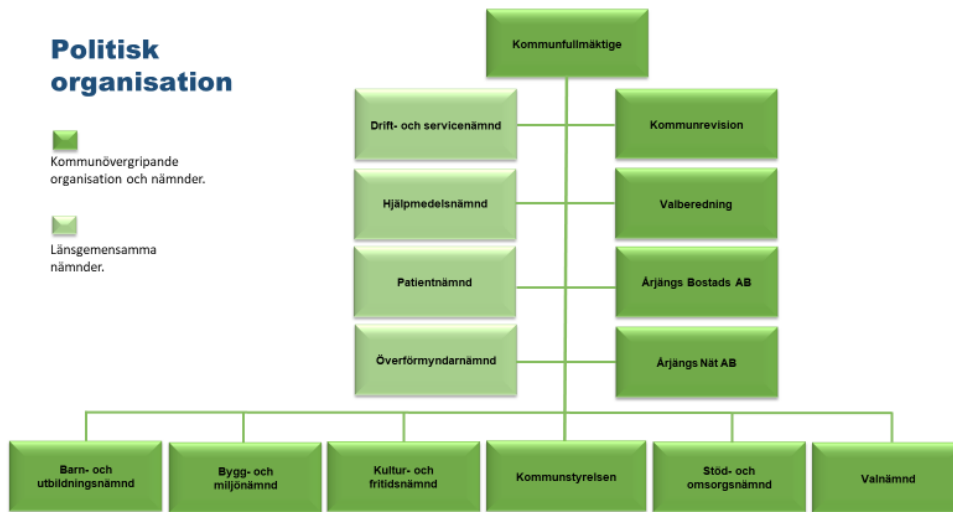 Politisk
organisation
Kommunövergripande
organisation och nämnder.
Länsgemensamma
nämnder.
Kommunfullmäktige
Drift- och servicenämnd
Kommunrevision
Hjälpmedelsnämnd
Valberedning
Patientnämnd
Årjängs Bostads AB
Överförmyndarnämnd
Årjängs Nät AB
Barn- och
utbildningsnämnd
Bygg- och
miljönämnd
Kultur- och
fritidsnämnd
Kommunstyrelsen
Stöd- och
omsorgsnämnd
Valnämnd